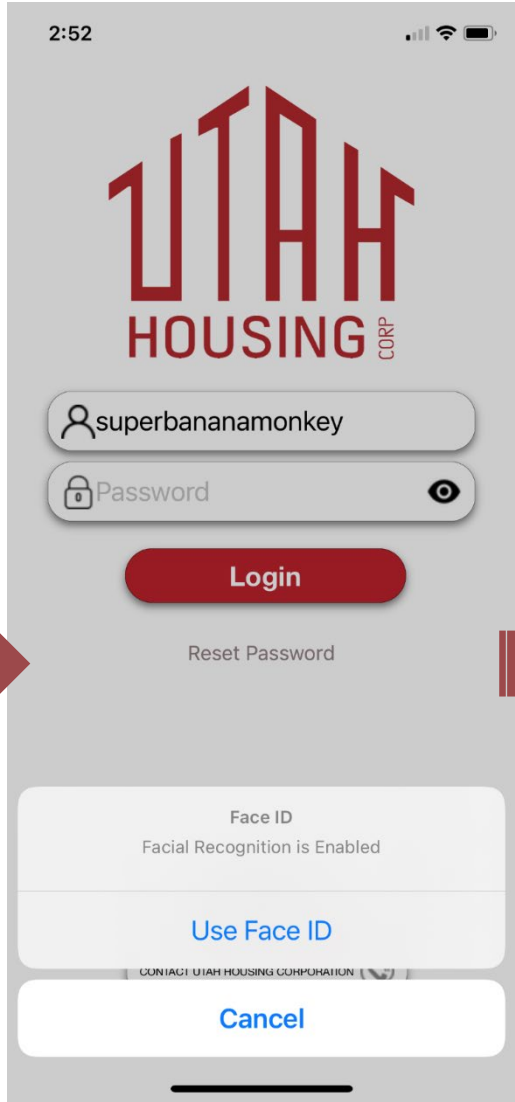 2:52
UTAH
HOUSING CORP
superbananamonkey
Password
Login
Reset Password
Face ID
Facial Recognition is Enabled
Use Face ID
CONTACT UTAH HOUSING CORPORATION
Cancel